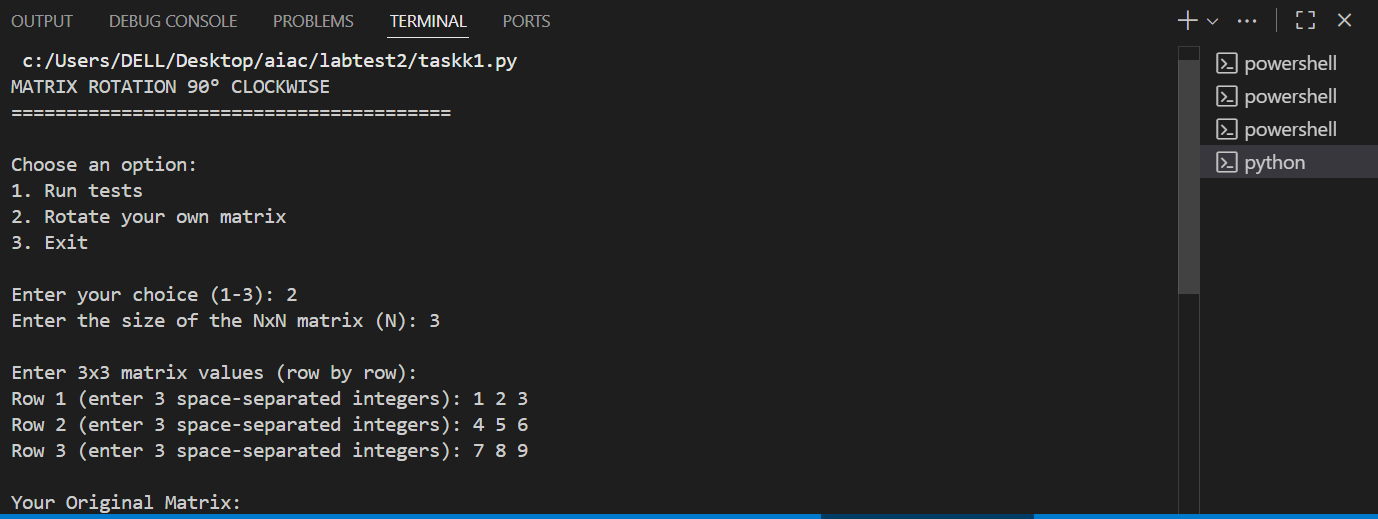 OUTPUT DEBUG CONSOLE PROBLEMS TERMINAL PORTS
c:/Users/DELL/Desktop/aiac/labtest2/taskk1.py
MATRIX ROTATION 90° CLOCKWISE
========================================
Choose an option:
1. Run tests
2. Rotate your own matrix
3. Exit
Enter your choice (1-3): 2
Enter the size of the NxN matrix (N): 3
Enter 3x3 matrix values (row by row):
Row 1 (enter 3 space-separated integers): 1 2 3
Row 2 (enter 3 space-separated integers): 4 5 6
Row 3 (enter 3 space-separated integers): 7 8 9
Your Original Matrix:
powershell
powershell
powershell
python